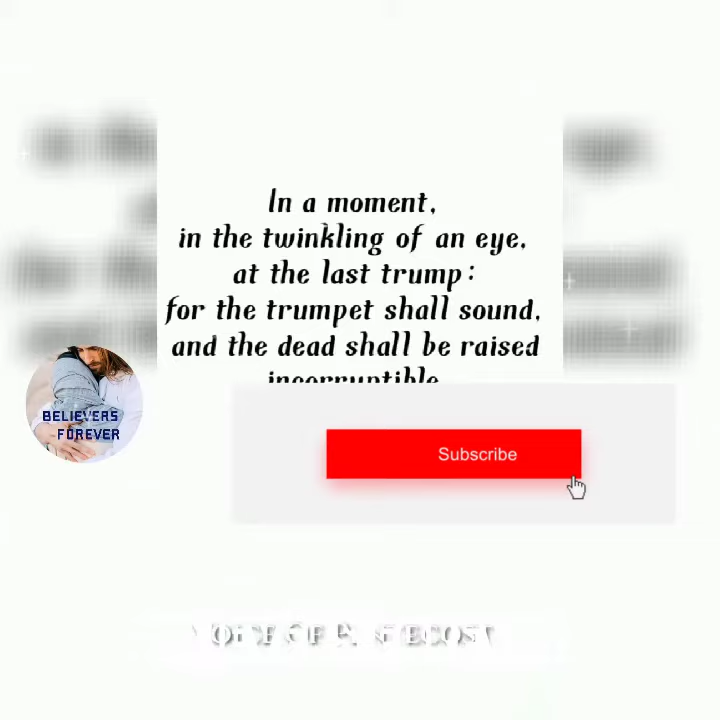 In a moment,
in the twinkling of an eye,
at the last trump:
for the trumpet shall sound,
and the dead shall be raised
incorruptible
BELIEVERS
FOREVER
Subscribe